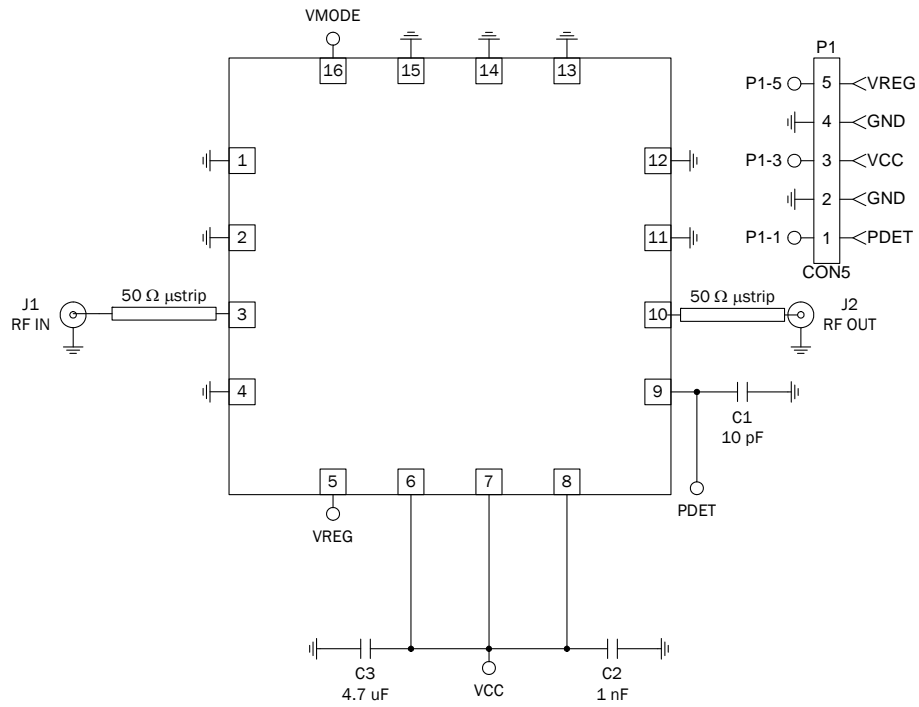 VMODE
16
15
14
13
P1
P1-5
5
VREG
4
GND
P1-3
3
VCC
2
GND
P1-1
1
PDET
CON5
1
12
2
11
J1
RF IN
50 Ω µstrip
3
10
50 Ω µstrip
J2
RF OUT
4
9
C1
10 pF
PDET
5
6
7
8
VREG
C3
4.7 uF
VCC
C2
1 nF